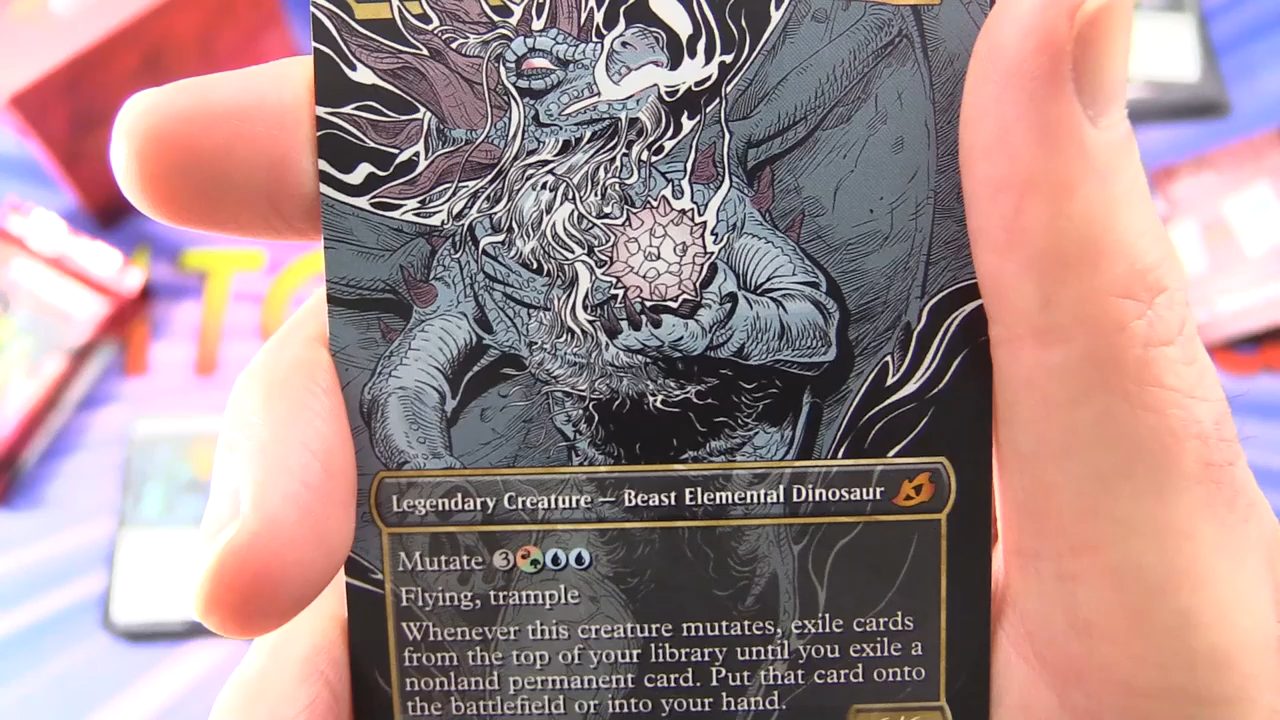 Legendary Creature — Beast Elemental Dinosaur
Mutate 3
Flying, trample
Whenever this creature mutates, exile cards
from the top of your library until you exile a
nonland permanent card. Put that card onto
the battlefield or into your hand.